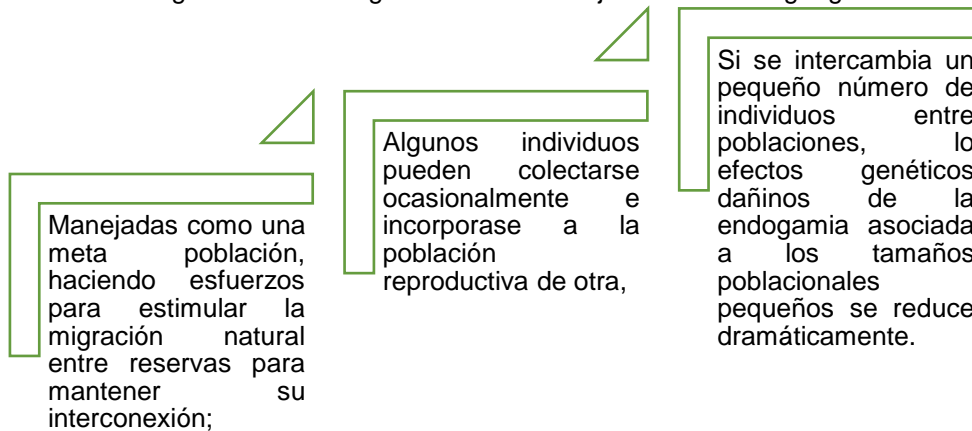 Manejadas como una
meta población,
haciendo esfuerzos
para estimular la
migración natural
entre reservas para
mantener su
interconexión;
Algunos individuos
pueden colectarse
ocasionalmente e
incorporase a la
población
reproductiva de otra,
Si se intercambia un
pequeño número de
individuos entre
poblaciones, lo
efectos genéticos
dañinos de la
endogamia asociada
a los tamaños
poblacionales
pequeños se reduce
dramáticamente.